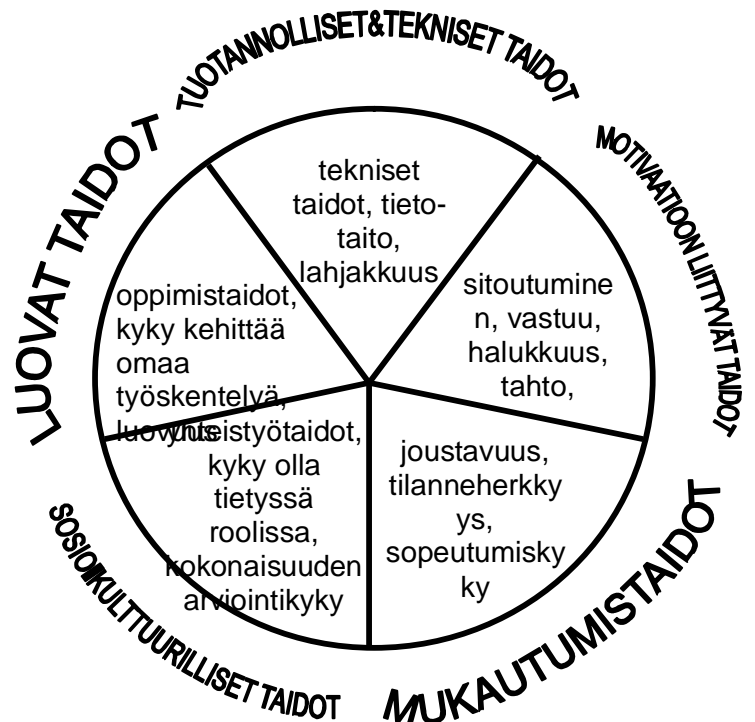 TUOTANNOLLISET&TEKNISET TAIDOT
tekniset
taidot, tieto-
taito,
lahjakkuus
MOTIVAATIOON LIITTYVÄT TAIDOT
sitoutumine
n, vastuu,
halukkuus,
tahto,
MUKAUTUMISTAIDOT
joustavuus,
tilanneherkky
ys,
sopeutumisky
ky
SOSIOKULTTUURILLISET TAIDOT
yhteistyötaidot,
kyky olla
tietyssä
roolissa,
kokonaisuuden
arviointikyky
LUOVAT TAIDOT
oppimistaidot,
kyky kehittää
omaa
työskentelyä,
luovuus